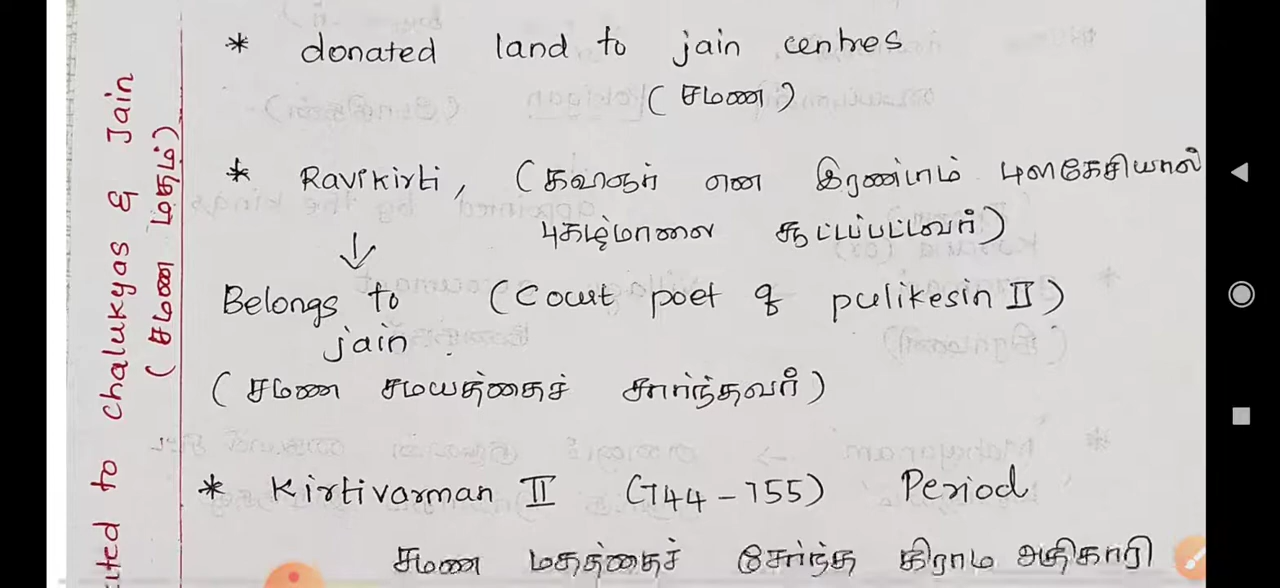 * donated land to jain centres
(சமண)
* Ravikirti, (கவிஞர் என இரண்டாம் புலிகேசியால்
புகழ்மாலை சூட்டப்பட்டவர்)
↓
Belongs to (Court poet of pulikesin II)
jain
(சமண சமயத்தைச் சார்ந்தவர்)
* Kirtivarman II (744-755) Period
சமண மதத்தைச் சேர்ந்த கிராம அதிகாரி
to Chalukyas & Jain
(சமண மதம்)